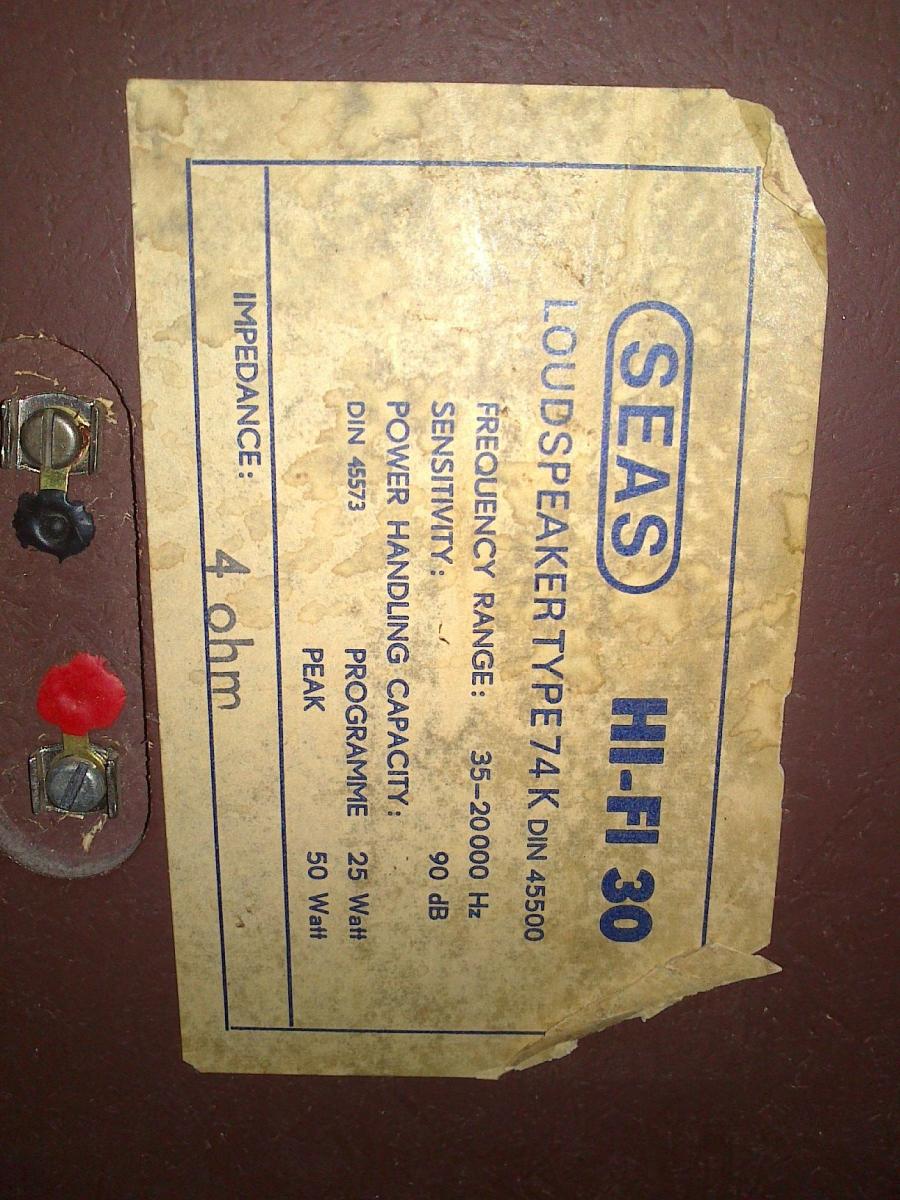 SEAS HI-FI 30
LOUDSPEAKER TYPE 74 K DIN 45500
FREQUENCY RANGE: 35-20000 Hz
SENSITIVITY: 90 dB
POWER HANDLING CAPACITY:
DIN 45573 PROGRAMME 25 Watt
PEAK 50 Watt
IMPEDANCE: 4 ohm